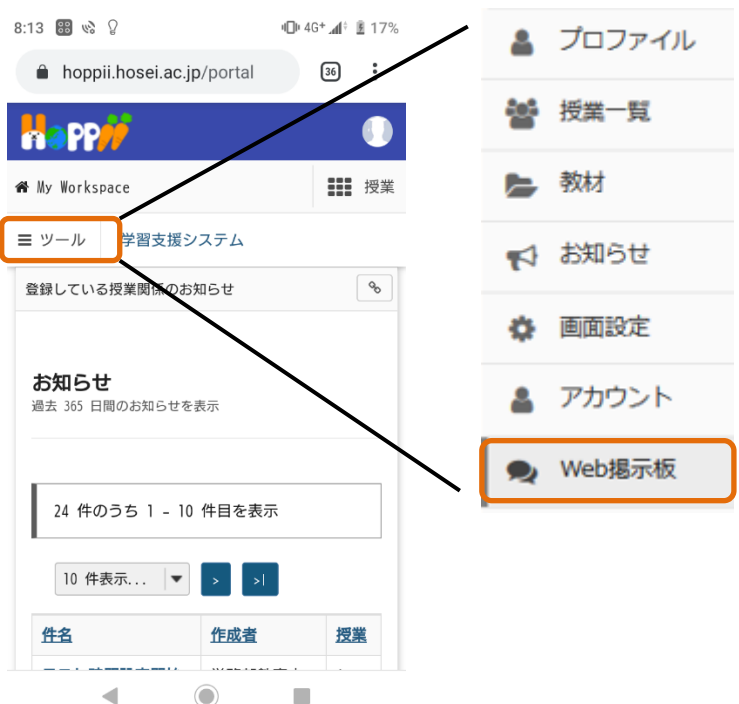 8:13
4G+ 17%
hoppii.hosei.ac.jp/portal
36
Hoppii
My Workspace
授業
ツール
学習支援システム
登録している授業関係のお知らせ
お知らせ
過去 365 日間のお知らせを表示
24 件のうち 1 - 10 件目を表示
10 件表示...
>
>|
件名 作成者 授業
プロファイル
授業一覧
教材
お知らせ
画面設定
アカウント
Web掲示板